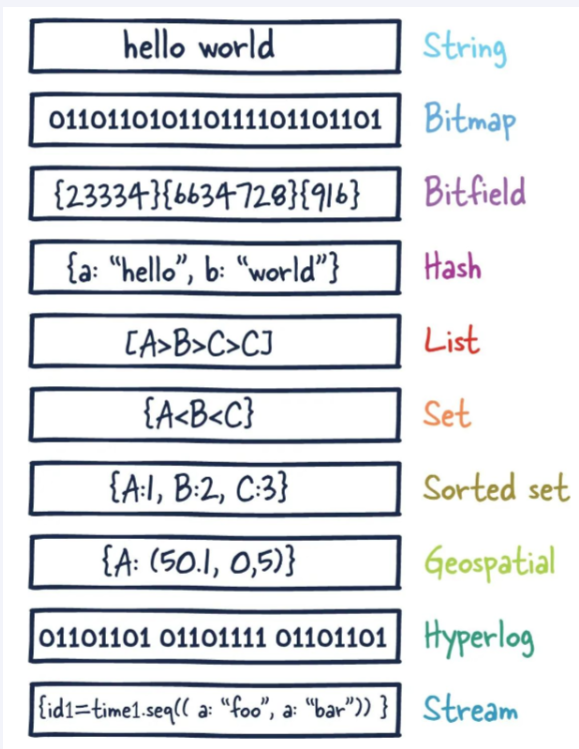 hello world String
011011010110111101101101 Bitmap
{23334}{6634728}{916} Bitfield
{a: “hello”, b: “world”} Hash
[A>B>C>C] List
{A<B<C} Set
{A:1, B:2, C:3} Sorted set
{A: (50.1, 0,5)} Geospatial
01101101 01101111 01101101 Hyperlog
{id1=time1.seq(( a: “foo”, a: “bar”)) } Stream